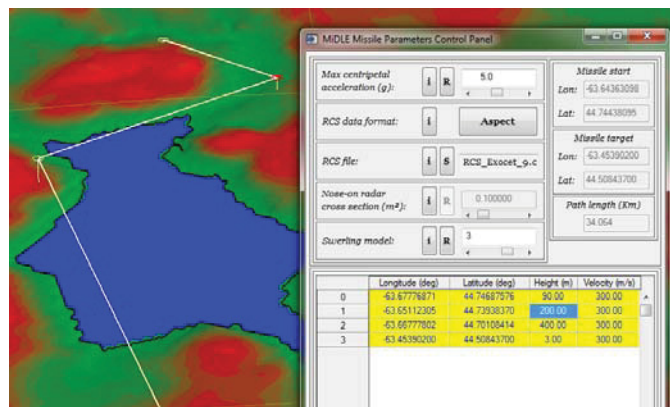 MiDLE Missile Parameters Control Panel
Max centripetal
acceleration (g):
i
R
5.0
RCS data format:
i
Aspect
RCS file:
i
S
RCS_Exocet_9.c
Nose-on radar
cross section (m²):
i
R
0.100000
Swerling model:
i
R
3
Missile start
Lon:
-63.64363098
Lat:
44.74438095
Missile target
Lon:
-63.45390200
Lat:
44.50843700
Path length (Km)
34.064
Longitude (deg) Latitude (deg) Height (m) Velocity (m/s)
0 -63.67776871 44.74687576 90.00 300.00
1 -63.65112305 44.73938370 200.00 300.00
2 -63.66777802 44.70108414 400.00 300.00
3 -63.45390200 44.50843700 3.00 300.00